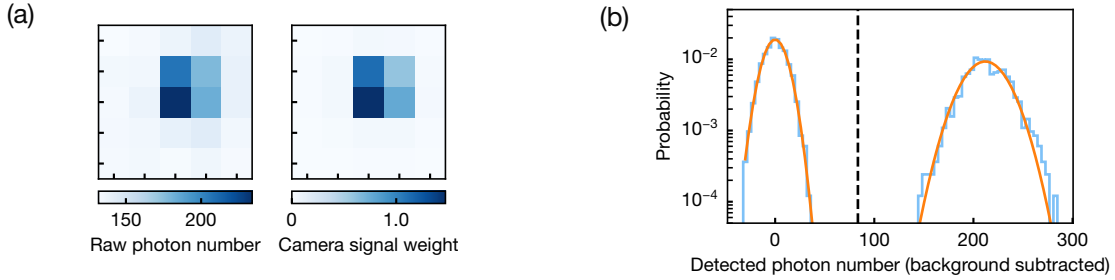 (a)
150
200
Raw photon number
0
1.0
Camera signal weight
(b)
Probability
10⁻²
10⁻³
10⁻⁴
0
100
200
300
Detected photon number (background subtracted)